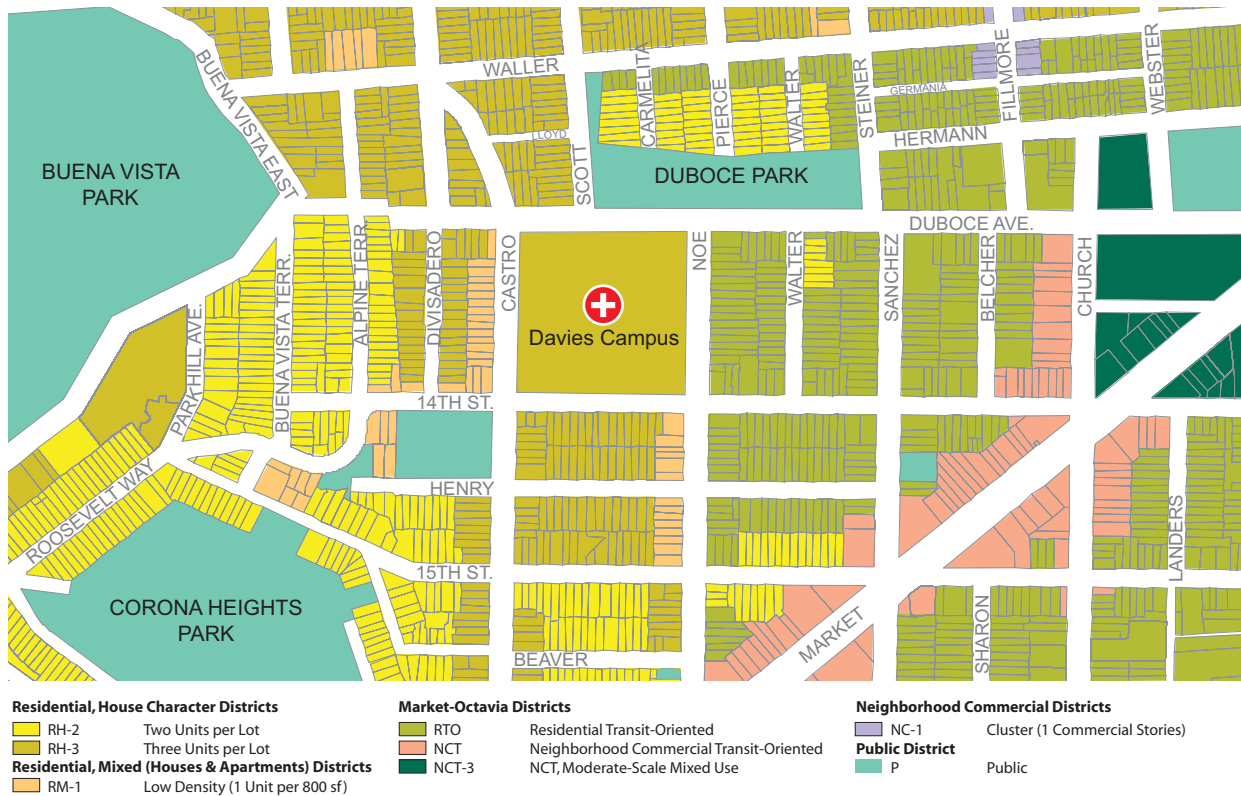 WALLER
BUENA VISTA EAST
CARMELITA
PIERCE
WALTER
STEINER
GERMANIA
FILLMORE
WEBSTER
LLOYD
SCOTT
HERMANN
BUENA VISTA
PARK
DUBOCE PARK
DUBOCE AVE.
PARKHILL AVE.
BUENA VISTA TERR.
ALPINE TERR.
DIVISADERO
CASTRO
Davies Campus
NOE
WALTER
SANCHEZ
BELCHER
CHURCH
14TH ST.
ROOSEVELT WAY
HENRY
LANDERS
15TH ST.
CORONA HEIGHTS
PARK
BEAVER
MARKET
SHARON
Residential, House Character Districts
RH-2 Two Units per Lot
RH-3 Three Units per Lot
Residential, Mixed (Houses & Apartments) Districts
RM-1 Low Density (1 Unit per 800 sf)
Market-Octavia Districts
RTO Residential Transit-Oriented
NCT Neighborhood Commercial Transit-Oriented
NCT-3 NCT, Moderate-Scale Mixed Use
Neighborhood Commercial Districts
NC-1 Cluster (1 Commercial Stories)
Public District
P Public